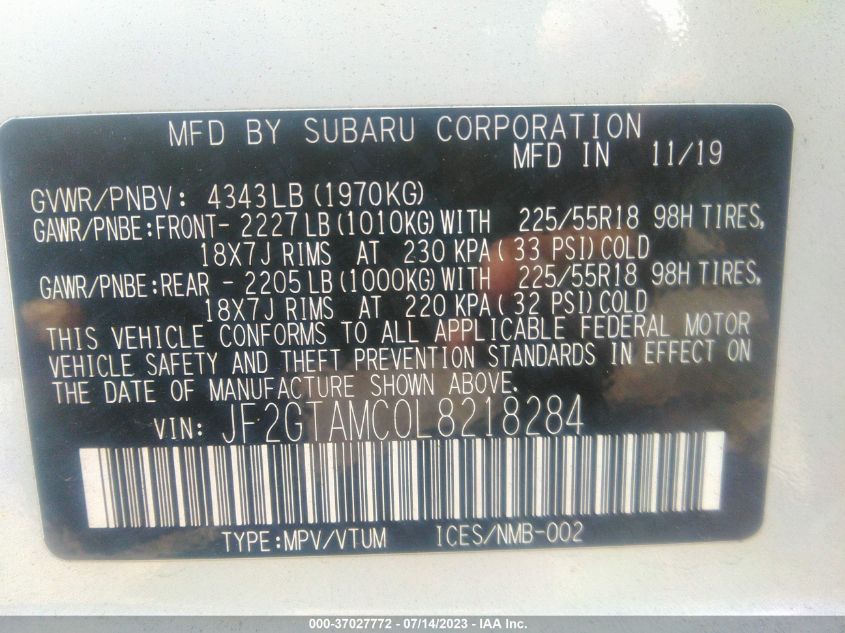 MFD BY SUBARU CORPORATION
MFD IN 11/19
GVWR/PNBV: 4343LB (1970KG)
GAWR/PNBE:FRONT- 2227LB(1010KG)WITH 225/55R18 98H TIRES,
18X7J RIMS AT 230 KPA( 33 PSI)COLD
GAWR/PNBE:REAR - 2205LB(1000KG)WITH 225/55R18 98H TIRES,
18X7J RIMS AT 220 KPA( 32 PSI)COLD
THIS VEHICLE CONFORMS TO ALL APPLICABLE FEDERAL MOTOR
VEHICLE SAFETY AND THEFT PREVENTION STANDARDS IN EFFECT ON
THE DATE OF MANUFACTURE SHOWN ABOVE.
VIN: JF2GTAMC0L8218284
TYPE:MPV/VTUM ICES/NMB-002
000-37027772 - 07/14/2023 - IAA Inc.